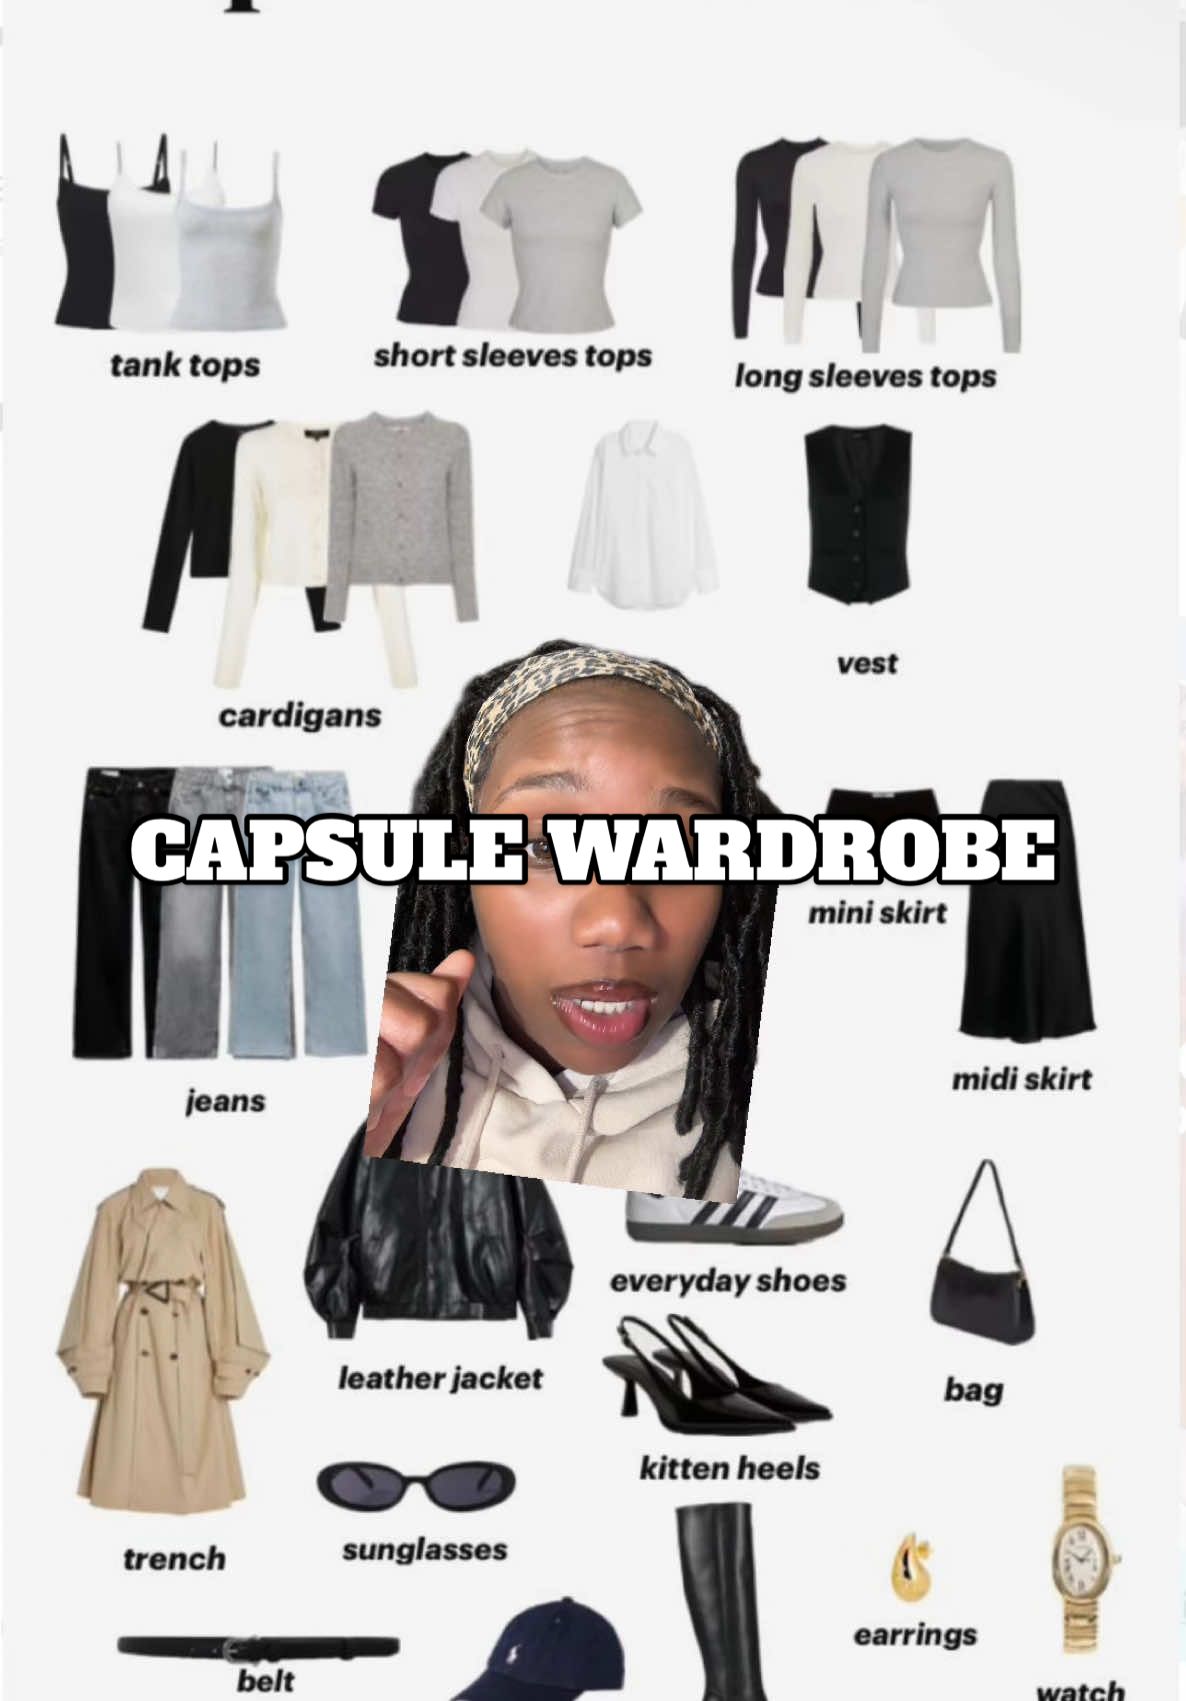 tank tops
short sleeves tops
long sleeves tops
cardigans
vest
CAPSULE WARDROBE
mini skirt
jeans
midi skirt
everyday shoes
leather jacket
bag
kitten heels
trench
sunglasses
earrings
belt
watch